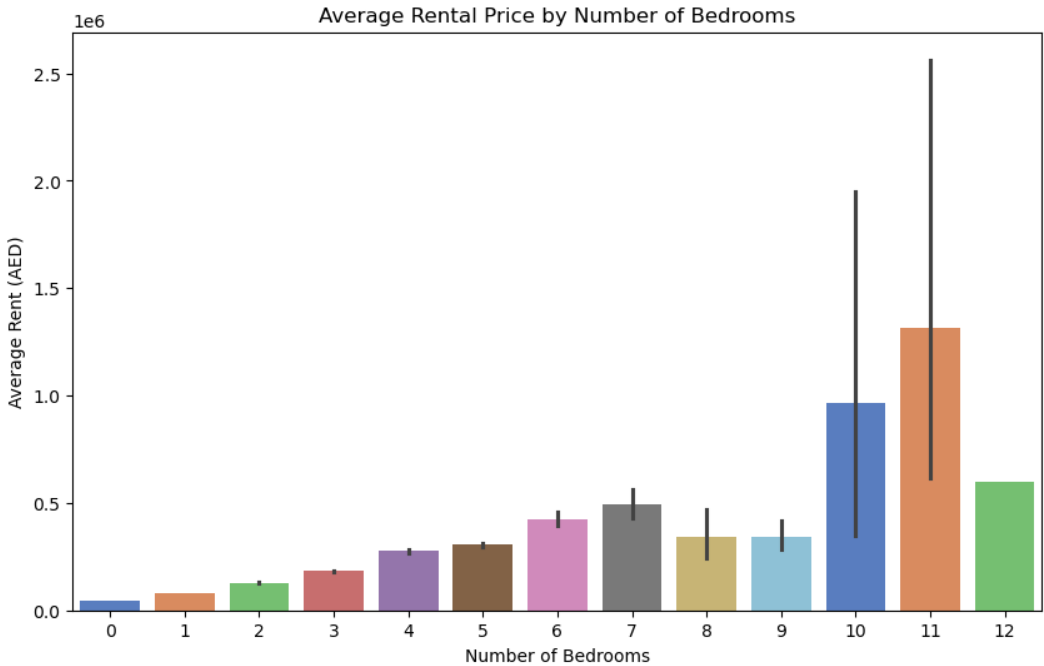 Average Rental Price by Number of Bedrooms
1e6
2.5
2.0
1.5
1.0
0.5
0.0
Average Rent (AED)
0 1 2 3 4 5 6 7 8 9 10 11 12
Number of Bedrooms